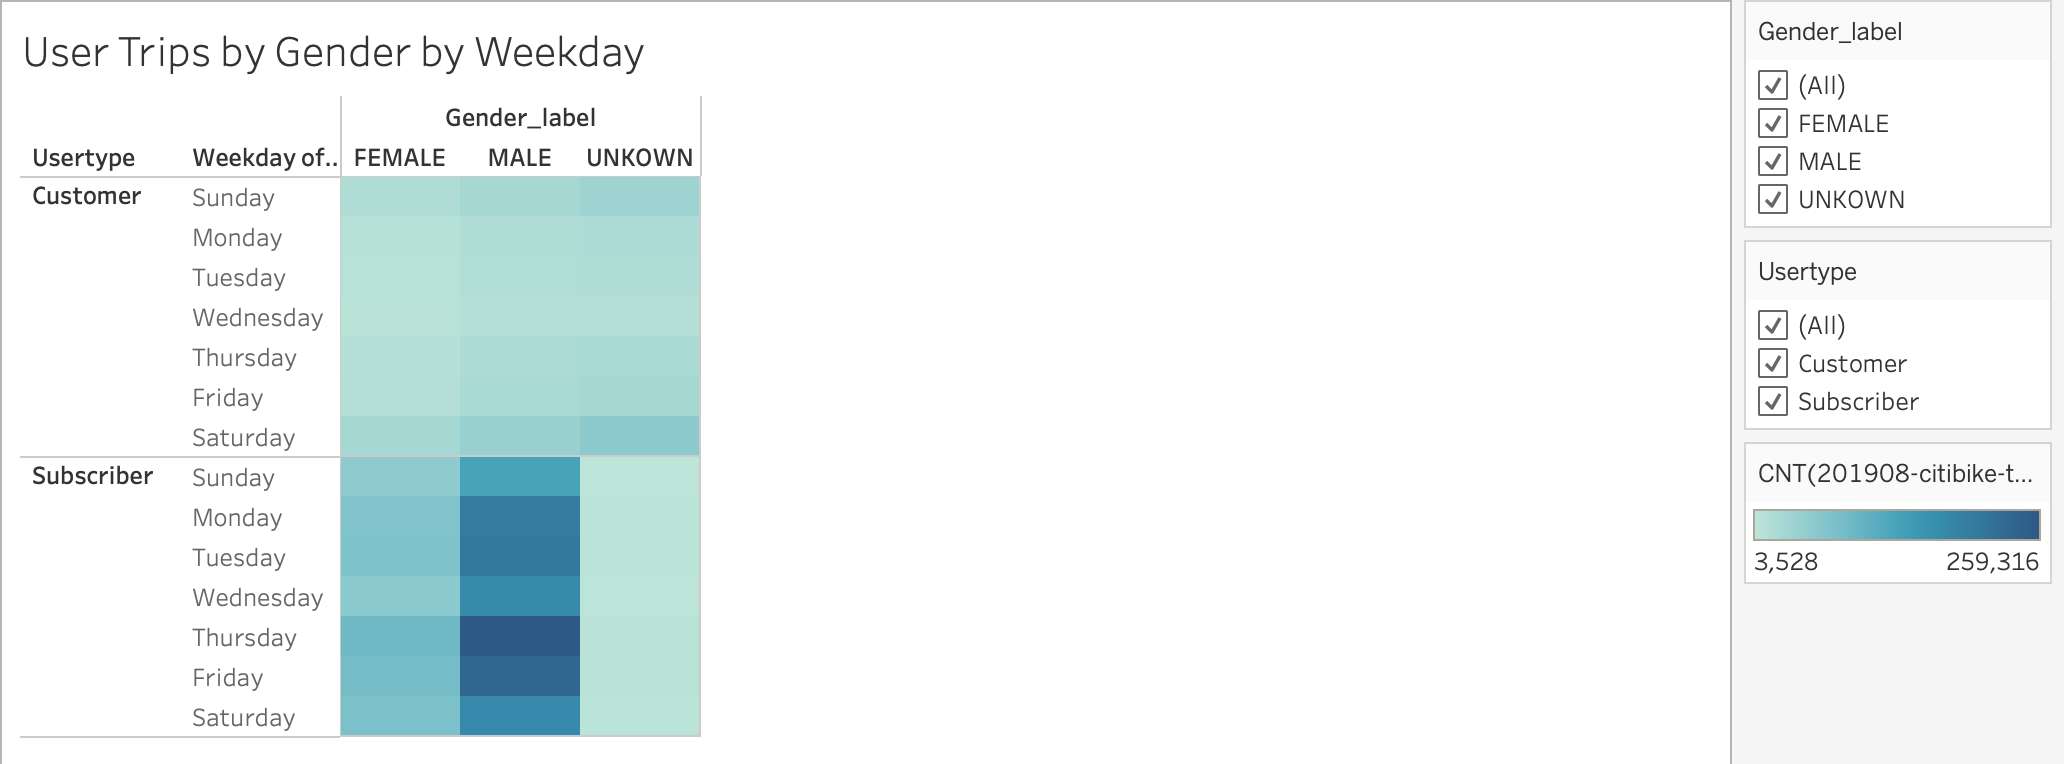 User Trips by Gender by Weekday
Gender_label
Usertype Weekday of.. FEMALE MALE UNKOWN
Customer Sunday
Monday
Tuesday
Wednesday
Thursday
Friday
Saturday
Subscriber Sunday
Monday
Tuesday
Wednesday
Thursday
Friday
Saturday
Gender_label
(All)
FEMALE
MALE
UNKOWN
Usertype
(All)
Customer
Subscriber
CNT(201908-citibike-t...
3,528 259,316